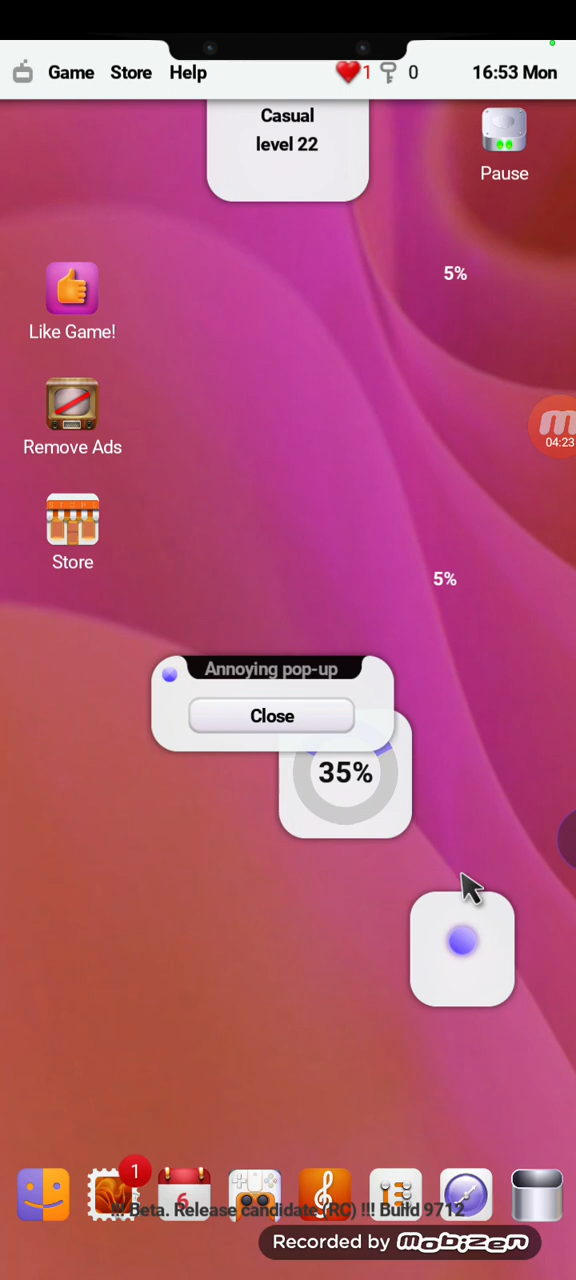 Game Store Help 1 0 16:53 Mon
Casual
level 22
Pause
5%
Like Game!
04:23
Remove Ads
Store
5%
Annoying pop-up
Close
35%
1
6
!!! Beta. Release candidate (RC) !!! Build 9712
Recorded by mobizen